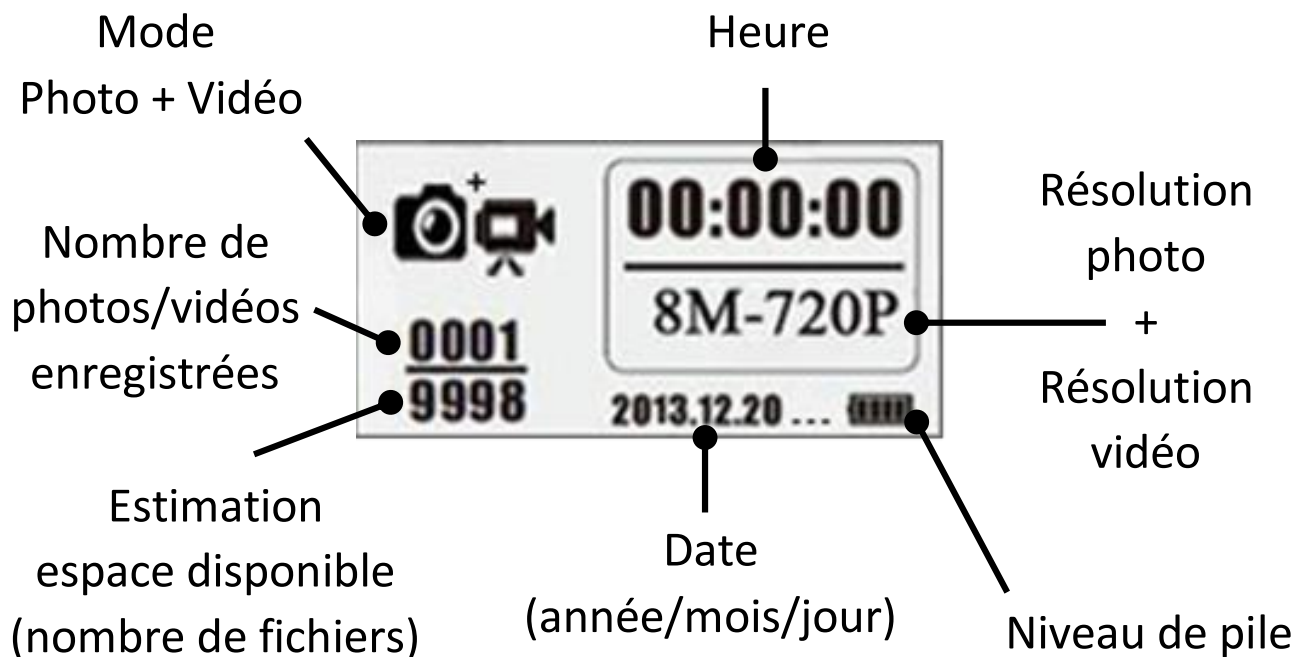 Mode
Photo + Vidéo
Heure
Nombre de
photos/vidéos
enregistrées
+
00:00:00
8M-720P
0001
9998
2013.12.20 ...
Résolution
photo
+
Résolution
vidéo
Estimation
espace disponible
(nombre de fichiers)
Date
(année/mois/jour)
Niveau de pile